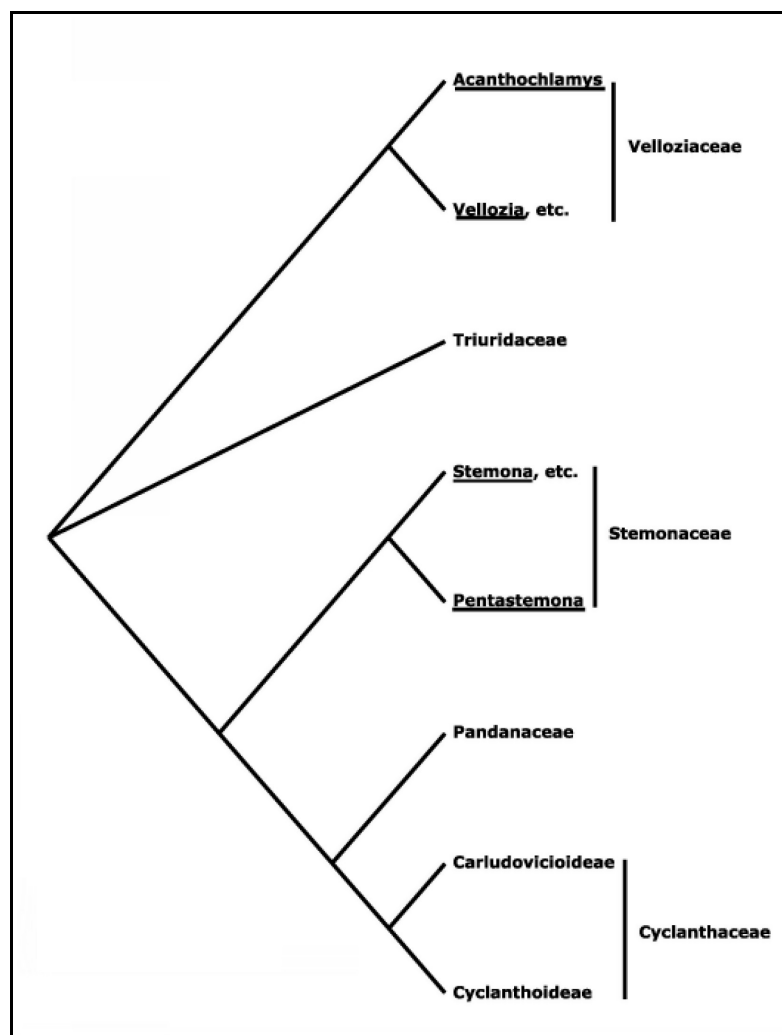 Acanthochlamys
Velloziaceae
Vellozia, etc.
Triuridaceae
Stemona, etc.
Stemonaceae
Pentastemona
Pandanaceae
Carludovicioideae
Cyclanthaceae
Cyclanthoideae